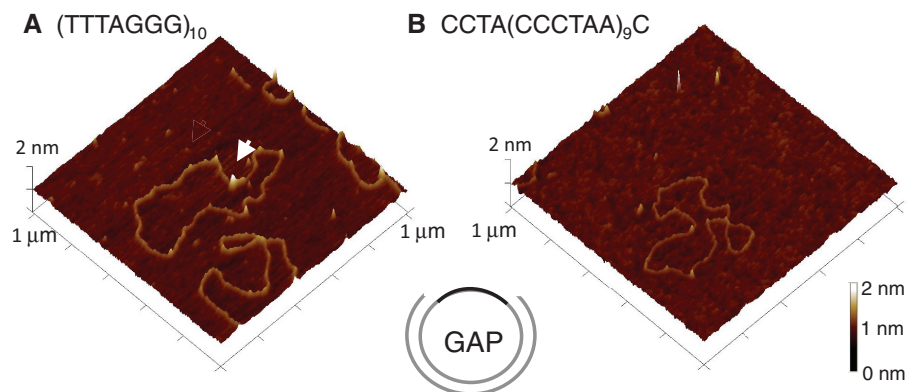 A (TTTAGGG)₁₀
B CCTA(CCCTAA)₉C
2 nm
1 μm
1 μm
2 nm
1 μm
1 μm
GAP
2 nm
1 nm
0 nm